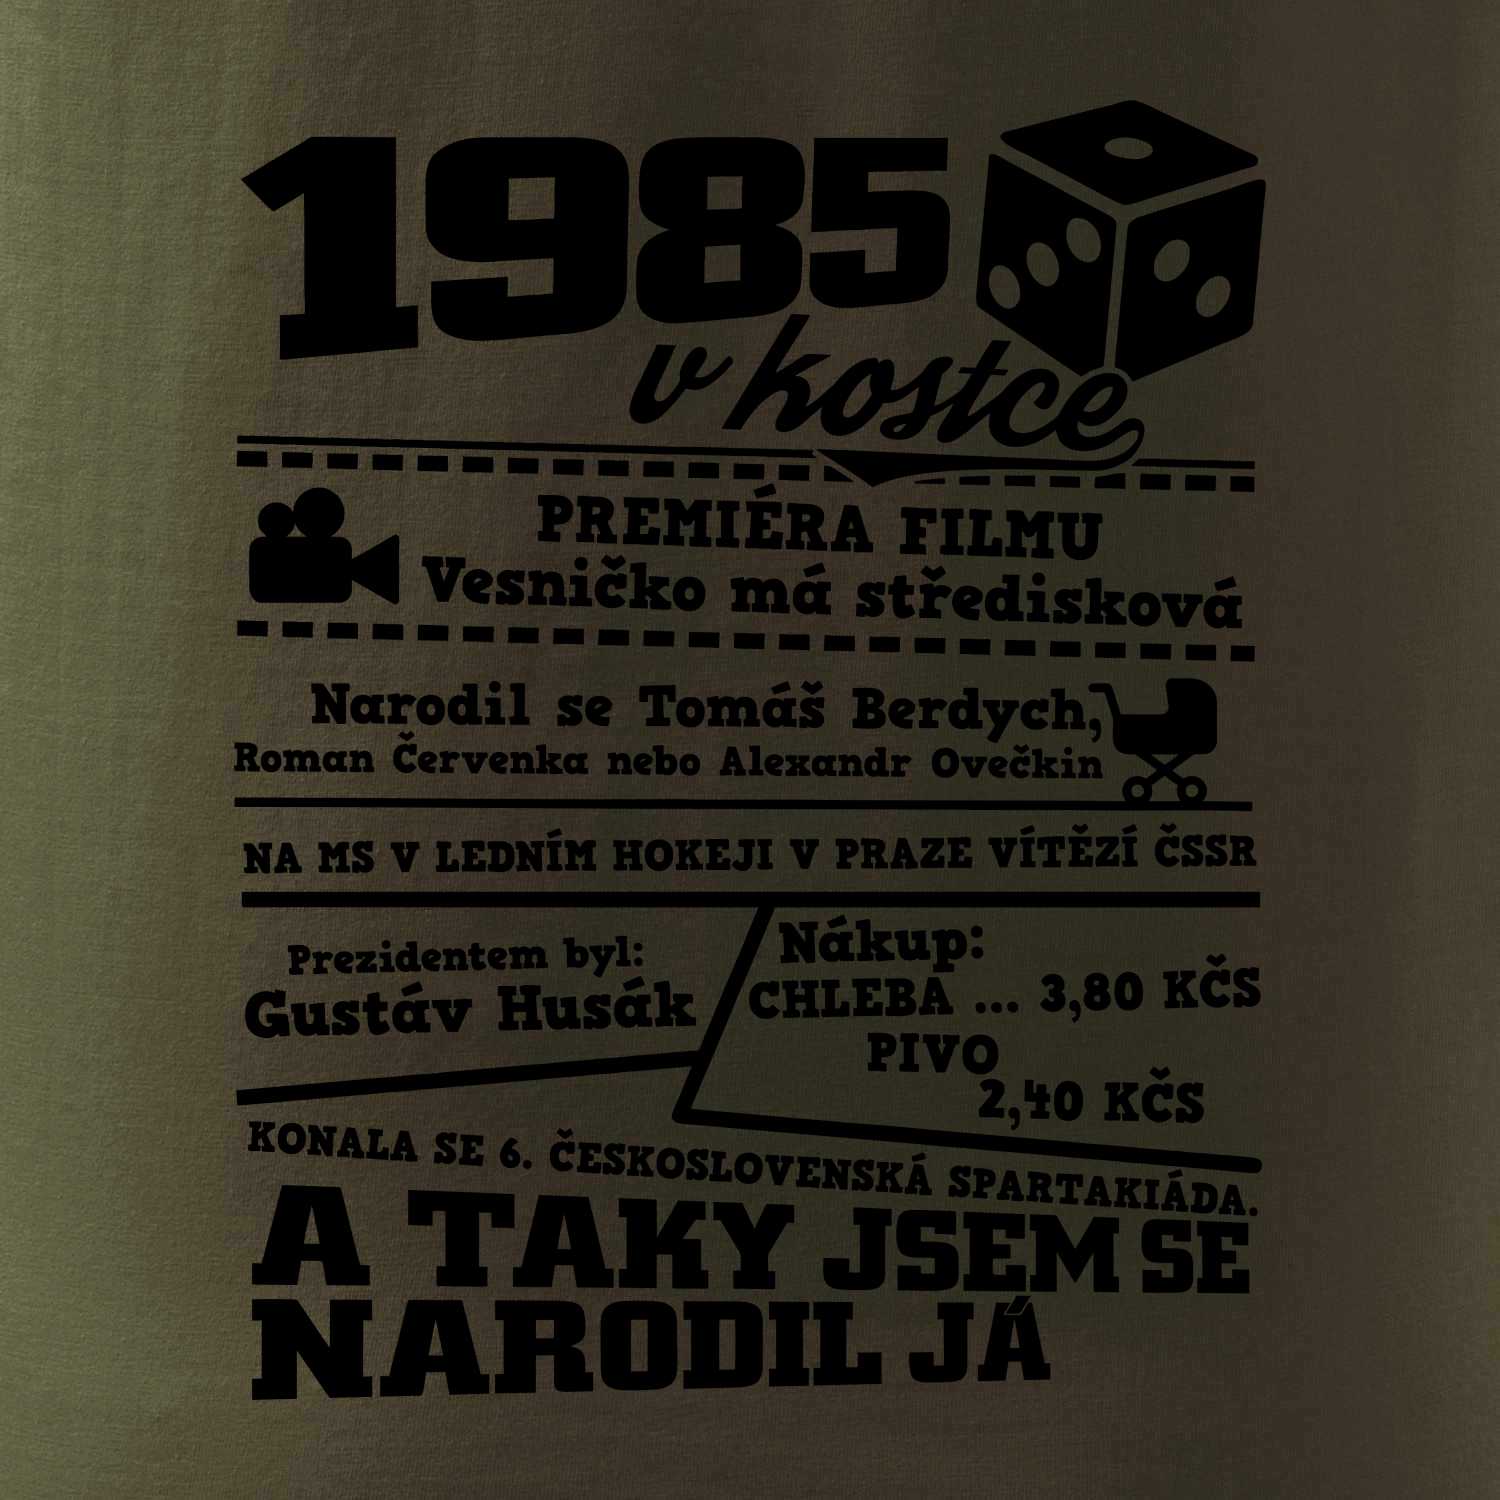 1985
v kostce
PREMIÉRA FILMU
Vesničko má středisková
Narodil se Tomáš Berdych,
Roman Červenka nebo Alexandr Ovečkin
NA MS V LEDNÍM HOKEJI V PRAZE VÍTĚZÍ ČSSR
Prezidentem byl:
Gustáv Husák
Nákup:
CHLEBA ... 3,80 KČS
PIVO
2,40 KČS
KONALA SE 6. ČESKOSLOVENSKÁ SPARTAKIÁDA.
A TAKY JSEM SE
NARODIL JÁ